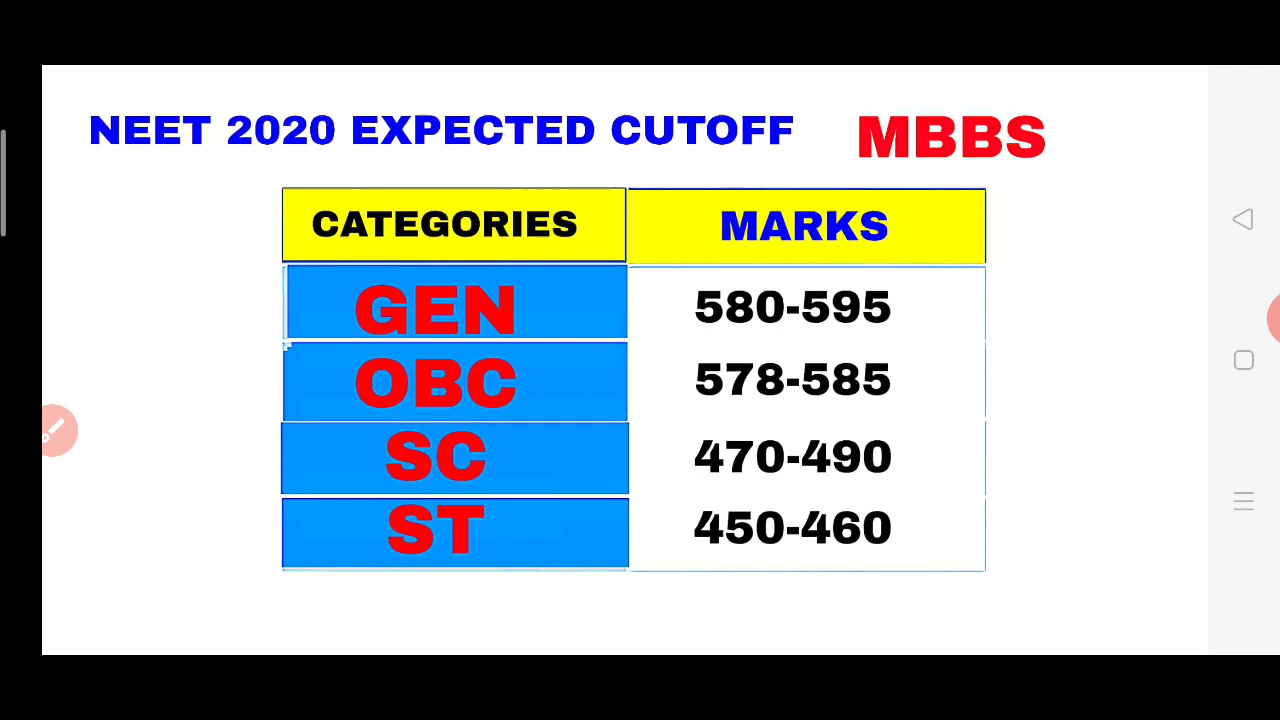 NEET 2020 EXPECTED CUTOFF MBBS
CATEGORIES MARKS
GEN 580-595
OBC 578-585
SC 470-490
ST 450-460